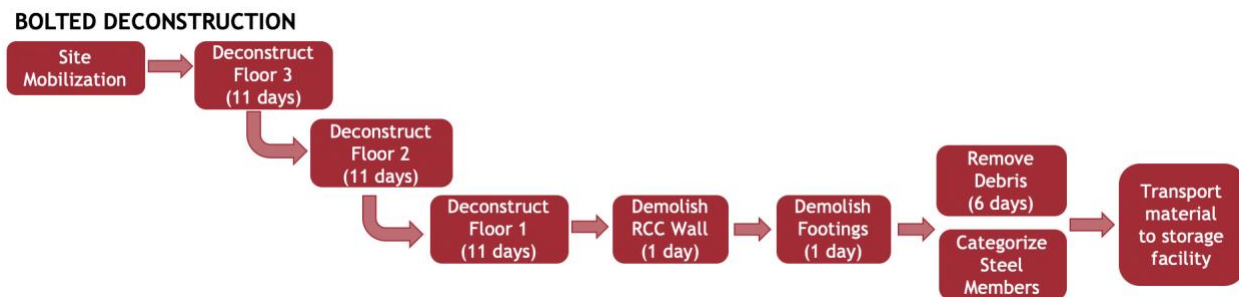 BOLTED DECONSTRUCTION
Site
Mobilization
Deconstruct
Floor 3
(11 days)
Deconstruct
Floor 2
(11 days)
Deconstruct
Floor 1
(11 days)
Demolish
RCC Wall
(1 day)
Demolish
Footings
(1 day)
Remove
Debris
(6 days)
Categorize
Steel
Members
Transport
material
to storage
facility